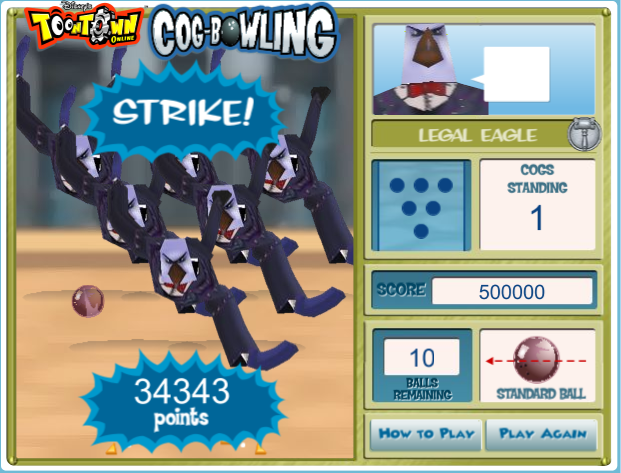 Disney's
TOONTOWN
ONLINE
COG-BOWLING
STRIKE!
LEGAL EAGLE
COGS
STANDING
1
SCORE
500000
10
BALLS
REMAINING
STANDARD BALL
34343
points
HOW TO PLAY
PLAY AGAIN